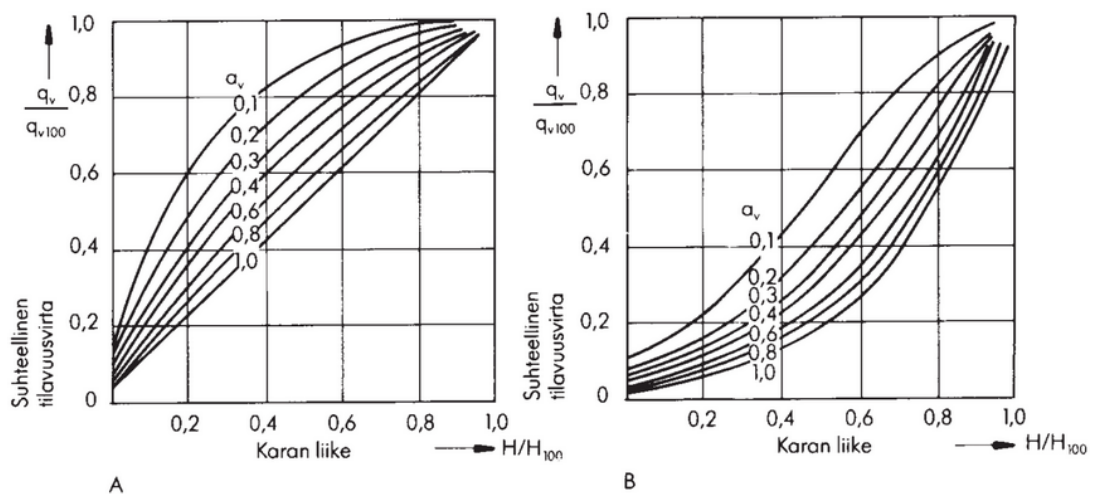 1,0
q_v
q_v100
0,8
0,6
0,4
0,2
0
Suhteellinen
tilavuusvirta
a_v
0,1
0,2
0,3
0,4
0,6
0,8
1,0
0,2 0,4 0,6 0,8 1,0
Karan liike
H/H_100
A
1,0
q_v
q_v100
0,8
0,6
0,4
0,2
0
Suhteellinen
tilavuusvirta
a_v
0,1
0,2
0,3
0,4
0,6
0,8
1,0
0,2 0,4 0,6 0,8 1,0
Karan liike
H/H_100
B